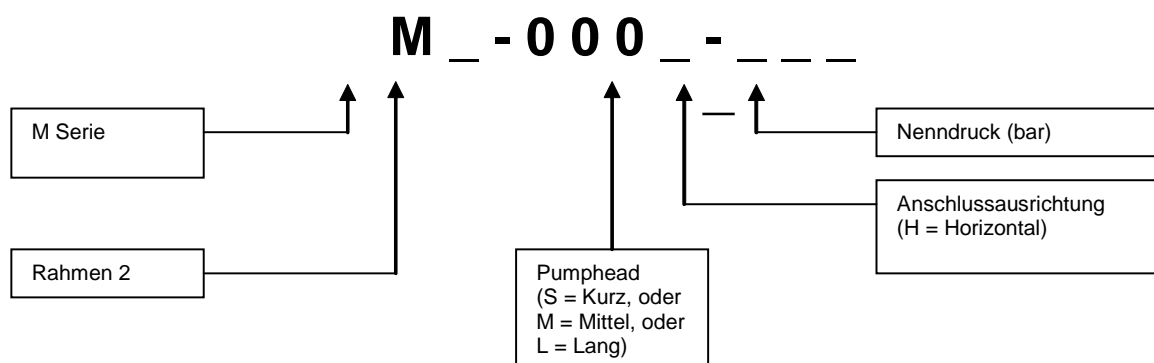 M _ - 0 0 0 _ - _ _ _
_
M Serie
Nenndruck (bar)
Anschlussausrichtung
(H = Horizontal)
Rahmen 2
Pumphead
(S = Kurz, oder
M = Mittel, oder
L = Lang)